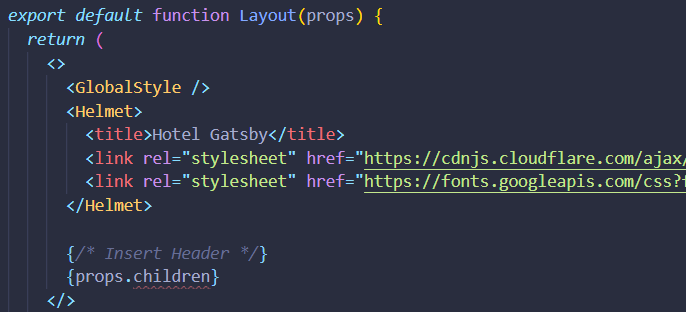 export default function Layout(props) {
return (
<>
<GlobalStyle />
<Helmet>
<title>Hotel Gatsby</title>
<link rel="stylesheet" href="https://cdnjs.cloudflare.com/ajax/
<link rel="stylesheet" href="https://fonts.googleapis.com/css?f
</Helmet>
{/* Insert Header */}
{props.children}
</>